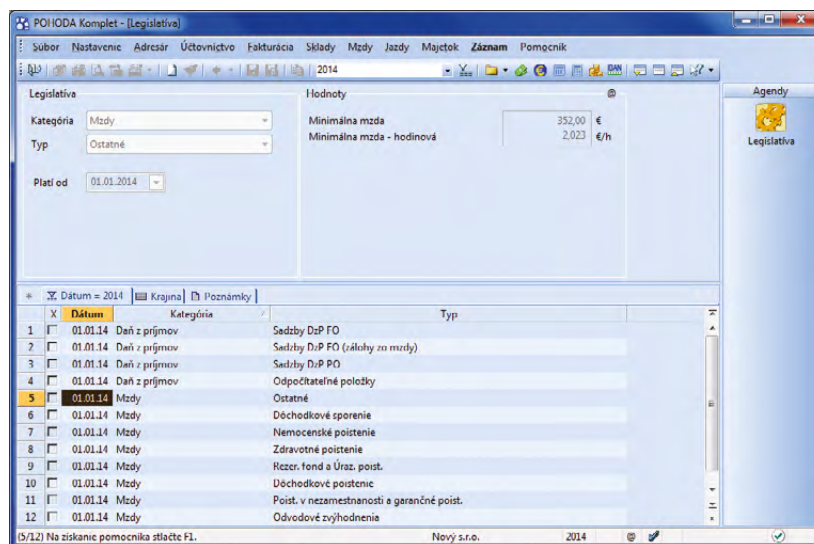 POHODA Komplet - [Legislatíva]
Súbor Nastavenie Adresár Účtovníctvo Fakturácia Sklady Mzdy Jazdy Majetok Záznam Pomocník
2014
Legislatíva
Hodnoty @
Agendy
Kategória Mzdy
Minimálna mzda 352,00 €
Typ Ostatné
Minimálna mzda - hodinová 2,023 €/h
Legislatíva
Platí od 01.01.2014
* Dátum = 2014 Krajina Poznámky
X Dátum Kategória Typ
1 01.01.14 Daň z príjmov Sadzby DzP FO
2 01.01.14 Daň z príjmov Sadzby DzP FO (zálohy zo mzdy)
3 01.01.14 Daň z príjmov Sadzby DzP PO
4 01.01.14 Daň z príjmov Odpočítateľné položky
5 01.01.14 Mzdy Ostatné
6 01.01.14 Mzdy Dôchodkové sporenie
7 01.01.14 Mzdy Nemocenské poistenie
8 01.01.14 Mzdy Zdravotné poistenie
9 01.01.14 Mzdy Rezer. fond a Úraz. poist.
10 01.01.14 Mzdy Dôchodkové poistenie
11 01.01.14 Mzdy Poist. v nezamestnanosti a garančné poist.
12 01.01.14 Mzdy Odvodové zvýhodnenia
(5/12) Na získanie pomocníka stlačte F1. Nový s.r.o. 2014 @